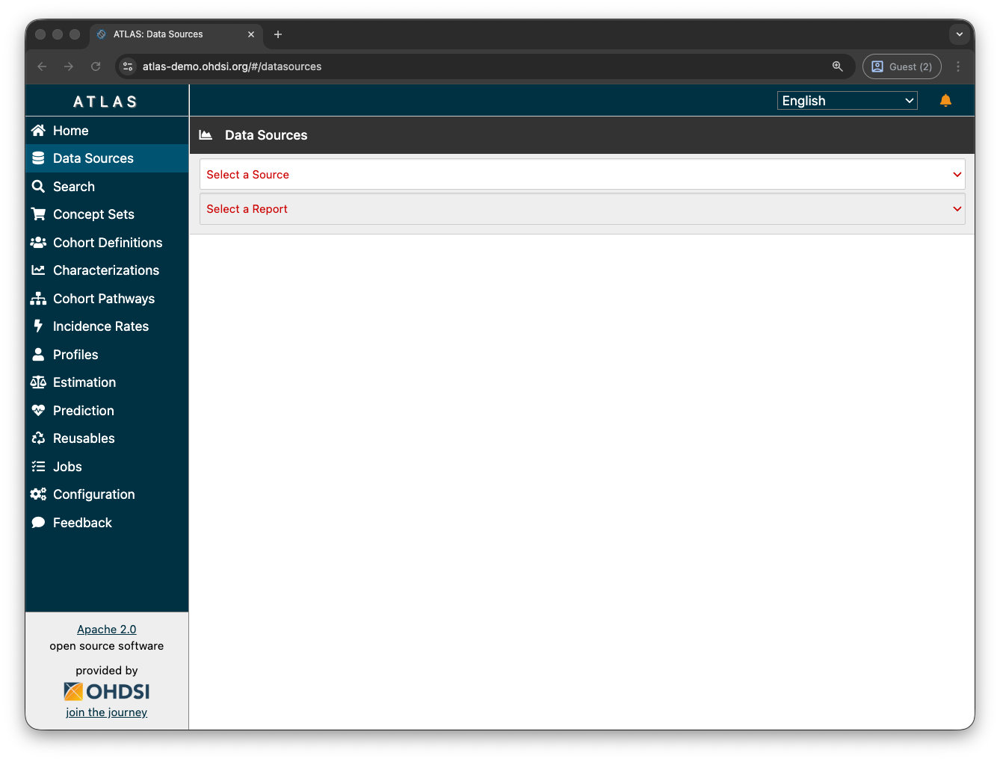 ATLAS: Data Sources
atlas-demo.ohdsi.org/#/datasources
Guest (2)
ATLAS
English
Home
Data Sources
Search
Concept Sets
Cohort Definitions
Characterizations
Cohort Pathways
Incidence Rates
Profiles
Estimation
Prediction
Reusables
Jobs
Configuration
Feedback
Apache 2.0
open source software
provided by
OHDSI
join the journey
Data Sources
Select a Source
Select a Report